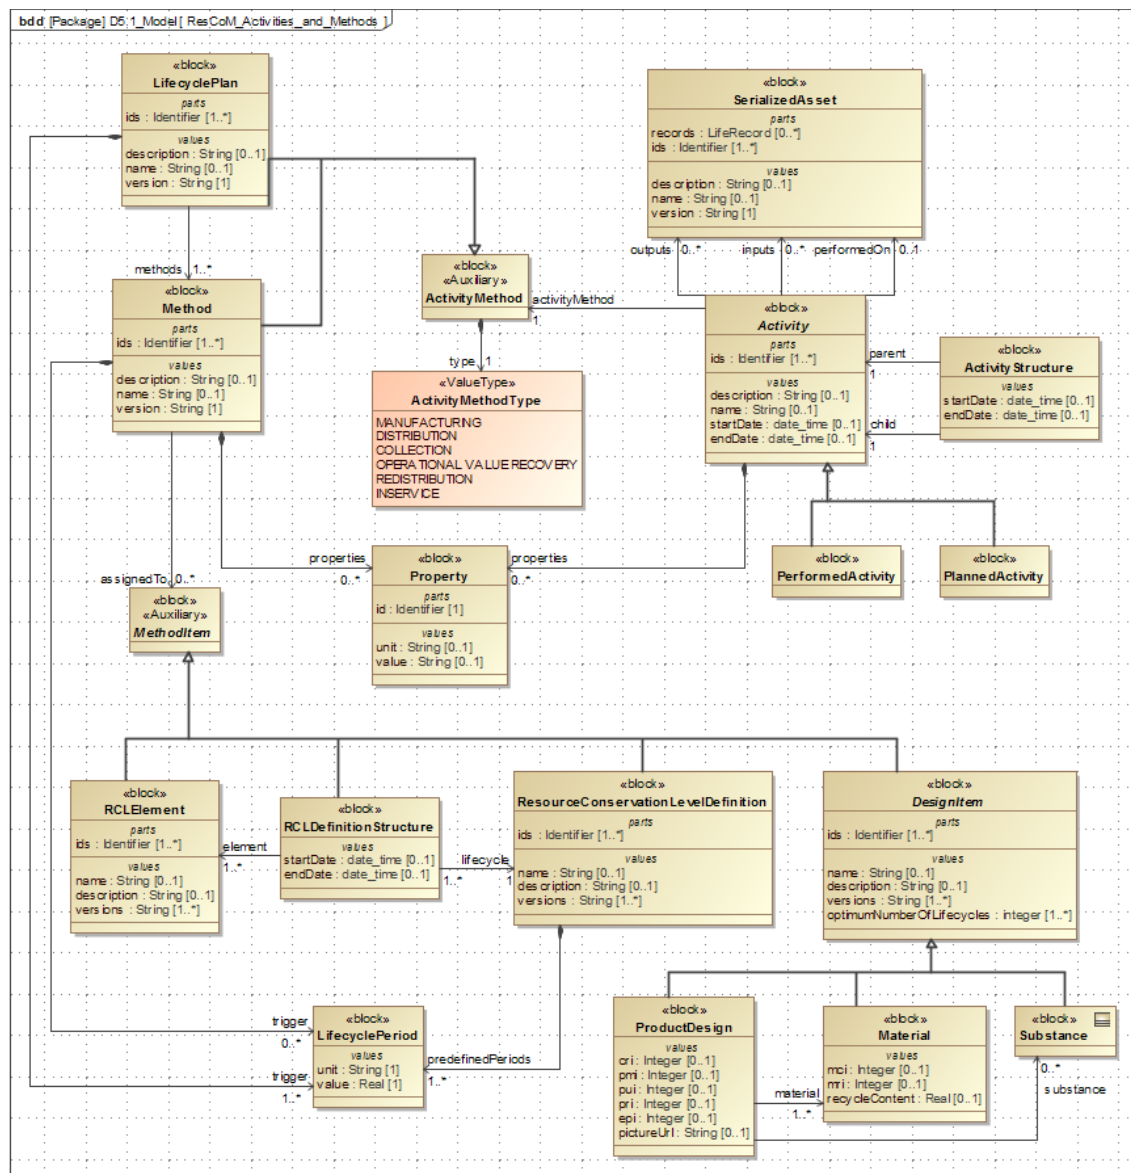 bdd [Package] D5.1_Model [ ResCoM_Activities_and_Methods ]
«block»
LifecyclePlan
parts
ids : Identifier [1..*]
values
description : String [0..1]
name : String [0..1]
version : String [1]
«block»
SerializedAsset
parts
records : LifeRecord [0..*]
ids : Identifier [1..*]
values
description : String [0..1]
name : String [0..1]
version : String [1]
outputs 0..* inputs 0..* performedOn 0..1
methods 1..*
«block»
«Auxiliary»
ActivityMethod
activityMethod
1
«block»
Method
parts
ids : Identifier [1..*]
values
description : String [0..1]
name : String [0..1]
version : String [1]
«block»
Activity
parts
ids : Identifier [1..*]
values
description : String [0..1]
name : String [0..1]
startDate : date_time [0..1]
endDate : date_time [0..1]
parent
1
child
1
«block»
ActivityStructure
values
startDate : date_time [0..1]
endDate : date_time [0..1]
type 1
«ValueType»
ActivityMethodType
MANUFACTURING
DISTRIBUTION
COLLECTION
OPERATIONAL VALUE RECOVERY
REDISTRIBUTION
INSERVICE
«block»
PerformedActivity
«block»
PlannedActivity
properties
0..*
«block»
Property
parts
id : Identifier [1]
values
unit : String [0..1]
value : String [0..1]
properties
0..*
assignedTo 0..*
«block»
«Auxiliary»
MethodItem
«block»
RCLElement
parts
ids : Identifier [1..*]
values
name : String [0..1]
description : String [0..1]
versions : String [1..*]
element
1..*
«block»
RCLDefinitionStructure
values
startDate : date_time [0..1]
endDate : date_time [0..1]
lifecycle
1..* 1
«block»
ResourceConservationLevelDefinition
parts
ids : Identifier [1..*]
values
name : String [0..1]
description : String [0..1]
versions : String [1..*]
«block»
DesignItem
parts
ids : Identifier [1..*]
values
name : String [0..1]
description : String [0..1]
versions : String [1..*]
optimumNumberOfLifecycles : integer [1..*]
trigger
0..*
trigger
1..*
«block»
LifecyclePeriod
values
unit : String [1]
value : Real [1]
predefinedPeriods
1..*
«block»
ProductDesign
values
cri : Integer [0..1]
pmi : Integer [0..1]
pui : Integer [0..1]
pri : Integer [0..1]
epi : Integer [0..1]
pictureUrl : String [0..1]
material
1..*
«block»
Material
values
mci : Integer [0..1]
mri : Integer [0..1]
recycleContent : Real [0..1]
«block»
Substance
0..*
substance